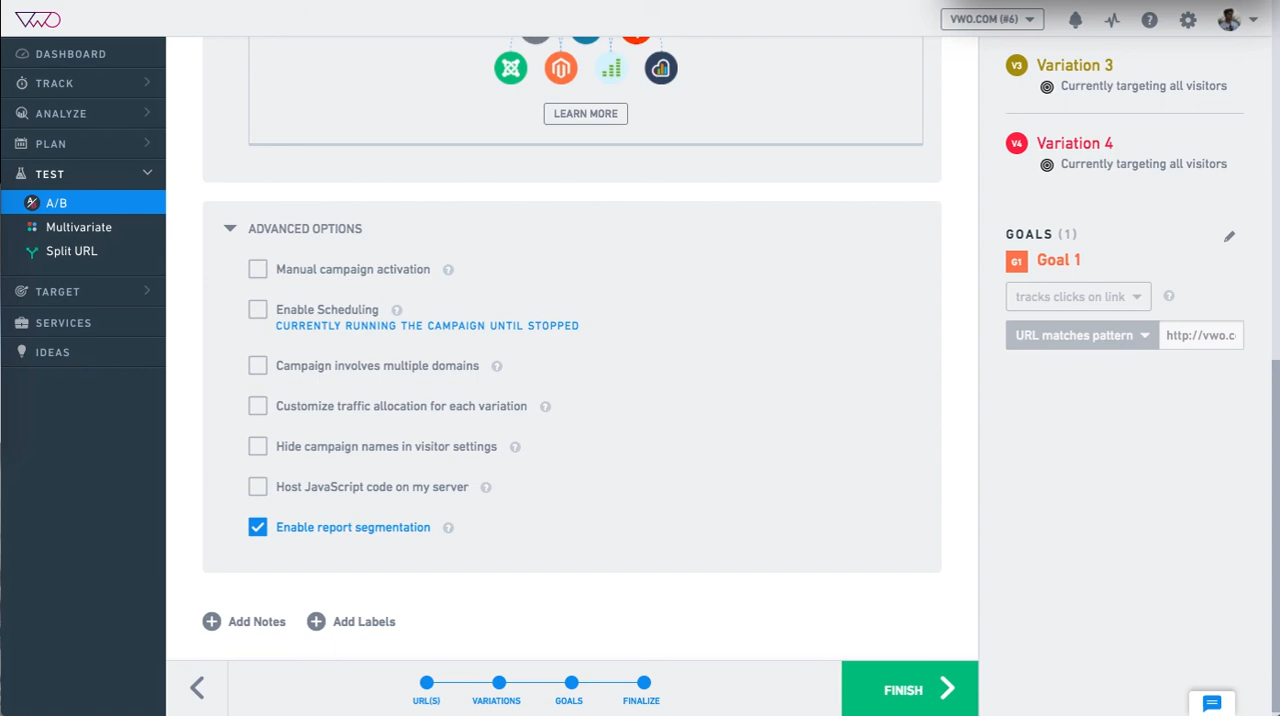 VWO
VWO.COM (#6)
DASHBOARD
TRACK
ANALYZE
PLAN
TEST
A/B
Multivariate
Split URL
TARGET
SERVICES
IDEAS
LEARN MORE
ADVANCED OPTIONS
Manual campaign activation ?
Enable Scheduling ?
CURRENTLY RUNNING THE CAMPAIGN UNTIL STOPPED
Campaign involves multiple domains ?
Customize traffic allocation for each variation ?
Hide campaign names in visitor settings ?
Host JavaScript code on my server ?
Enable report segmentation ?
Add Notes
Add Labels
URL(S)
VARIATIONS
GOALS
FINALIZE
FINISH
V3 Variation 3
Currently targeting all visitors
V4 Variation 4
Currently targeting all visitors
GOALS (1)
G1 Goal 1
tracks clicks on link ?
URL matches pattern http://vwo.c